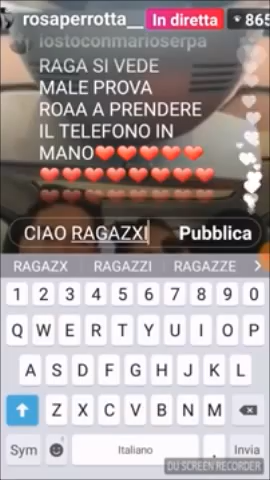 rosaperrotta__ In diretta 865
iostoconmarioserpa
RAGA SI VEDE
MALE PROVA
ROAA A PRENDERE
IL TELEFONO IN
MANO❤️❤️❤️❤️❤️
❤️❤️❤️❤️❤️❤️❤️❤️
CIAO RAGAZXI Pubblica
RAGAZX RAGAZZI RAGAZZE
1 2 3 4 5 6 7 8 9 0
Q W E R T Y U I O P
A S D F G H J K L
Z X C V B N M
Sym Italiano . Invia
DU SCREEN RECORDER